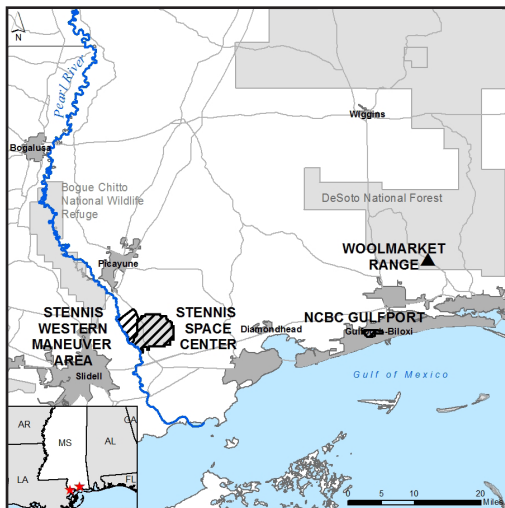 N
Pearl River
Wiggins
Bogalusa
Bogue Chitto
National Wildlife
Refuge
DeSoto National Forest
WOOLMARKET
RANGE
Picayune
STENNIS
WESTERN
MANEUVER
AREA
STENNIS
SPACE
CENTER
NCBC GULFPORT
Diamondhead
Gulfport-Biloxi
Slidell
Gulf of Mexico
AR
MS
AL
GA
LA
FL
0 5 10 20
Miles